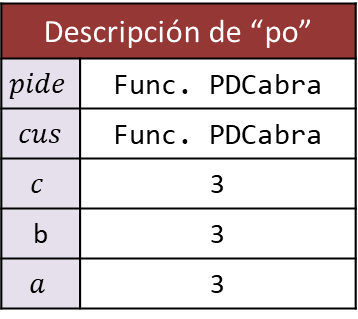 Descripción de “po”
pide Func. PDCabra
cus Func. PDCabra
c 3
b 3
a 3